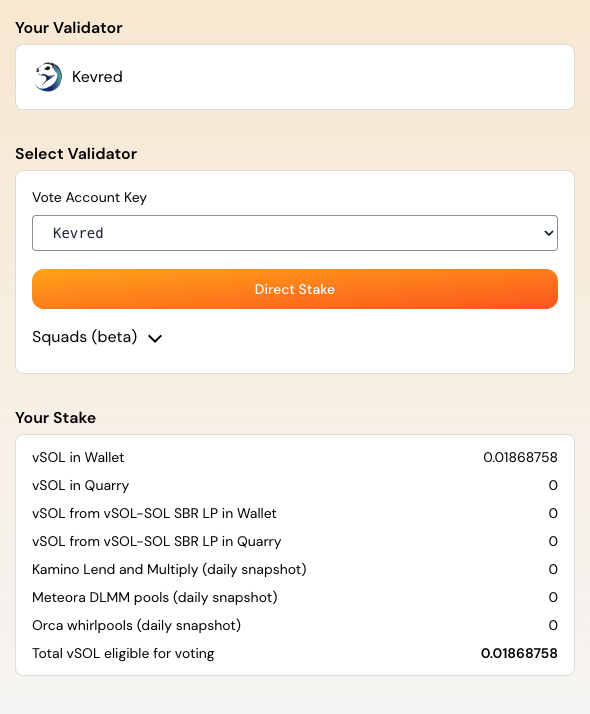 Your Validator
Kevred
Select Validator
Vote Account Key
Kevred
Direct Stake
Squads (beta)
Your Stake
vSOL in Wallet 0.01868758
vSOL in Quarry 0
vSOL from vSOL-SOL SBR LP in Wallet 0
vSOL from vSOL-SOL SBR LP in Quarry 0
Kamino Lend and Multiply (daily snapshot) 0
Meteora DLMM pools (daily snapshot) 0
Orca whirlpools (daily snapshot) 0
Total vSOL eligible for voting 0.01868758